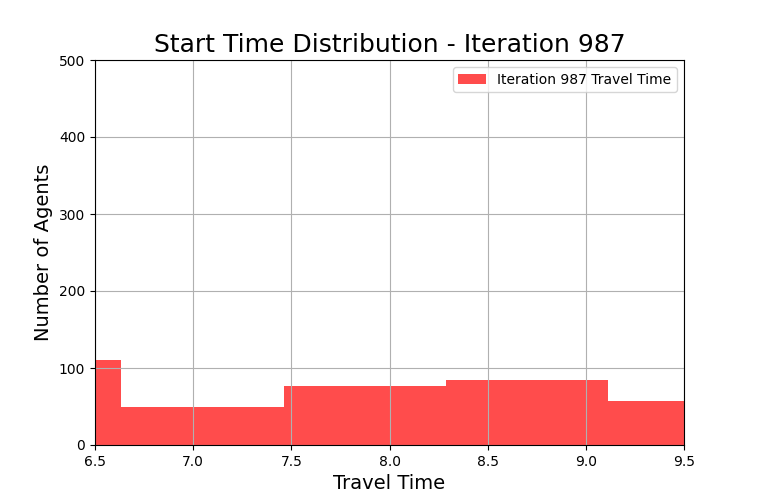 Start Time Distribution - Iteration 987
500
400
300
200
100
0
Number of Agents
Iteration 987 Travel Time
6.5 7.0 7.5 8.0 8.5 9.0 9.5
Travel Time